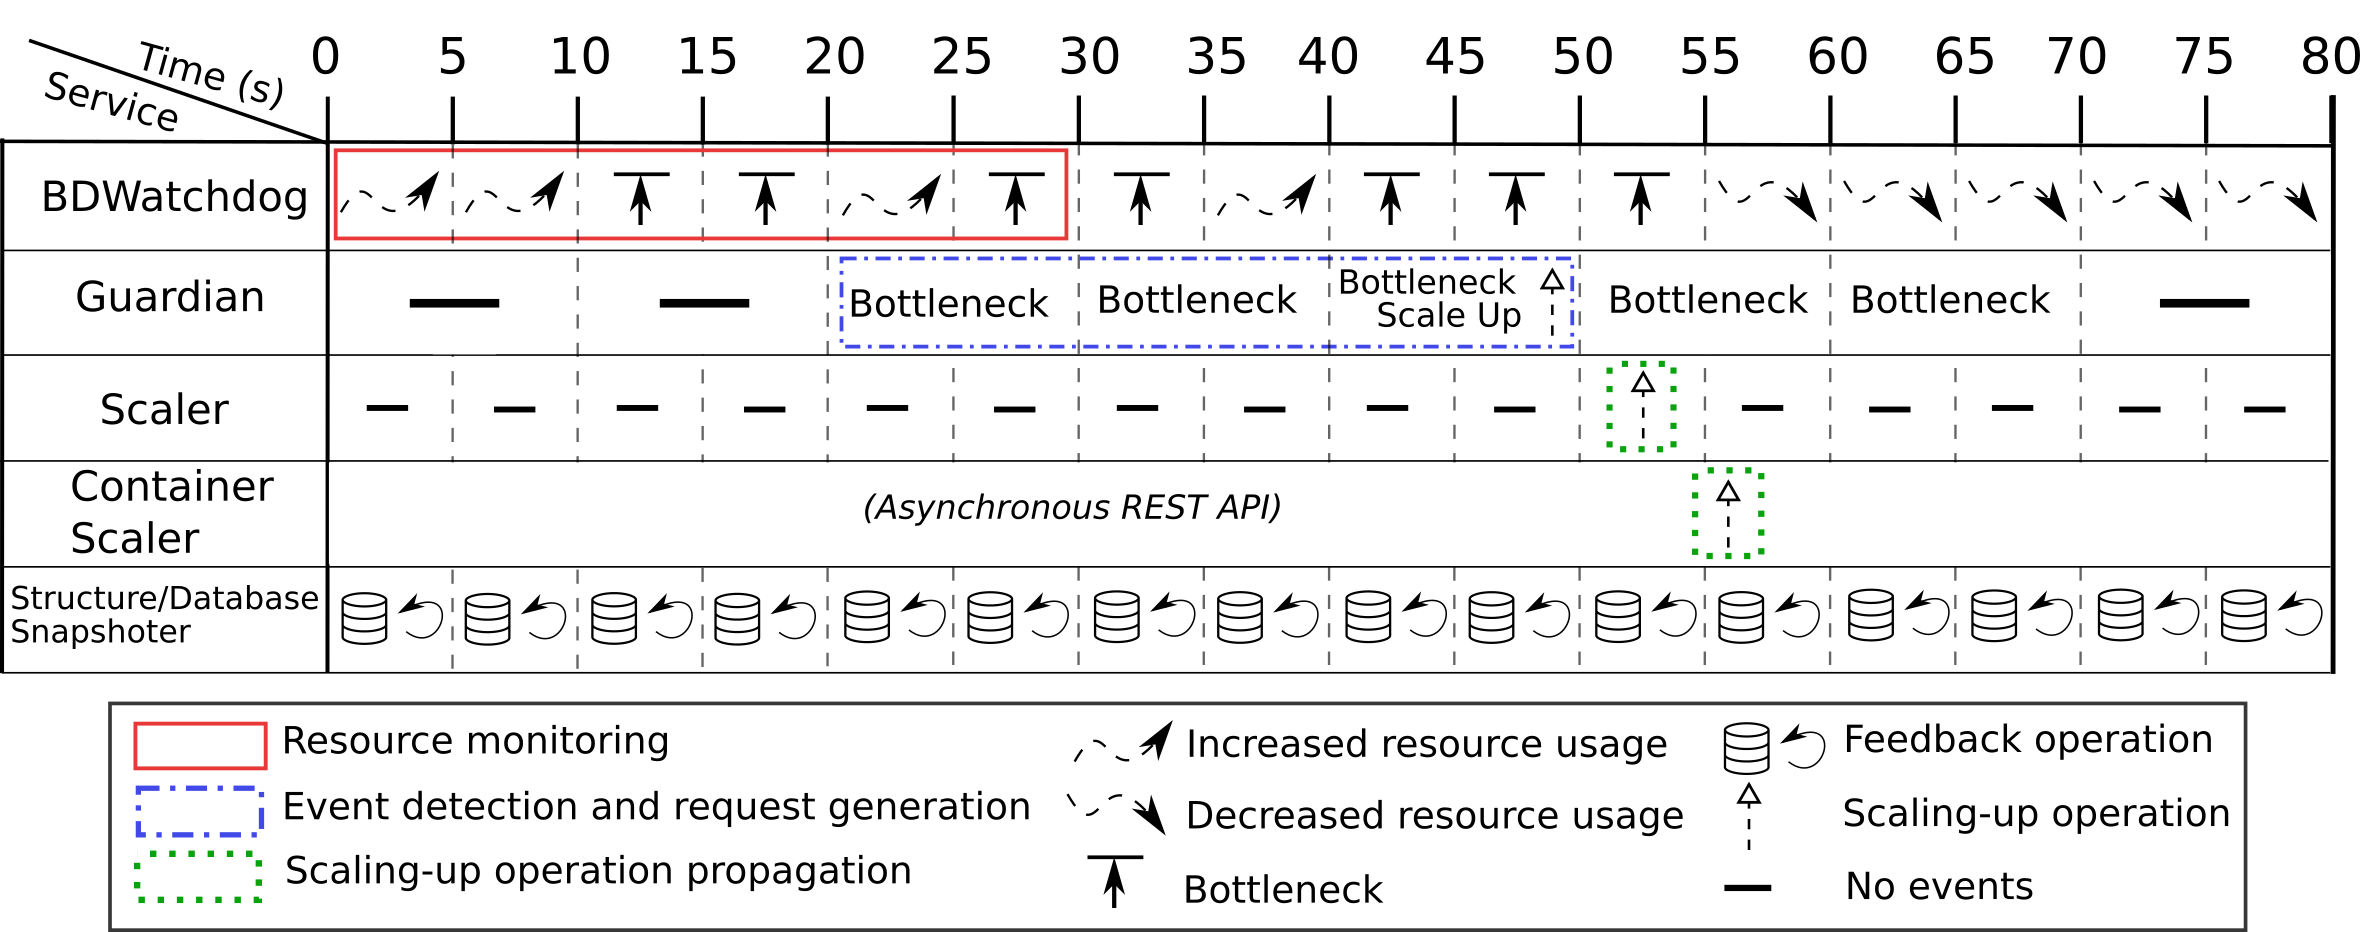 Time (s)
Service
0 5 10 15 20 25 30 35 40 45 50 55 60 65 70 75 80
BDWatchdog
Guardian
Bottleneck
Bottleneck
Bottleneck
Scale Up
Bottleneck
Bottleneck
Scaler
Container
Scaler
(Asynchronous REST API)
Structure/Database
Snapshoter
Resource monitoring
Event detection and request generation
Scaling-up operation propagation
Increased resource usage
Decreased resource usage
Bottleneck
Feedback operation
Scaling-up operation
No events